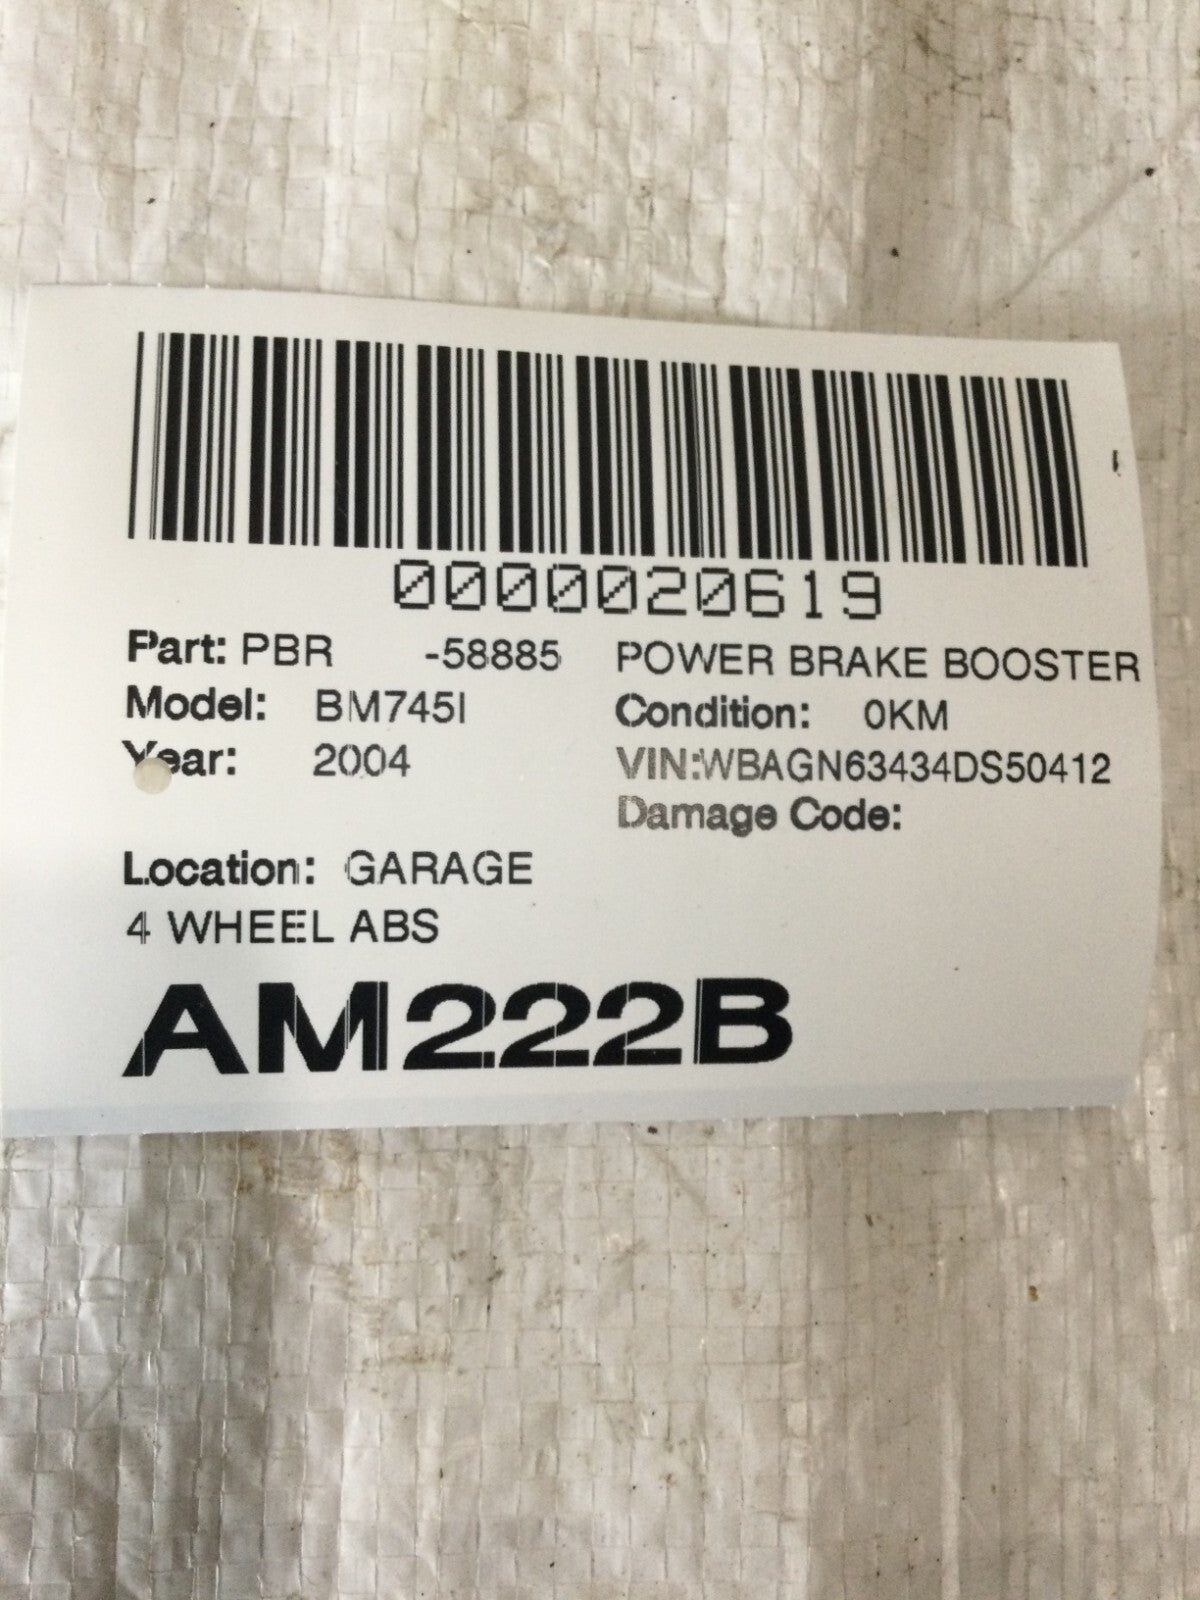 0000020619
Part: PBR -58885 POWER BRAKE BOOSTER
Model: BM745I Condition: 0KM
Year: 2004 VIN:WBAGN63434DS50412
Damage Code:
Location: GARAGE
4 WHEEL ABS
AM222B